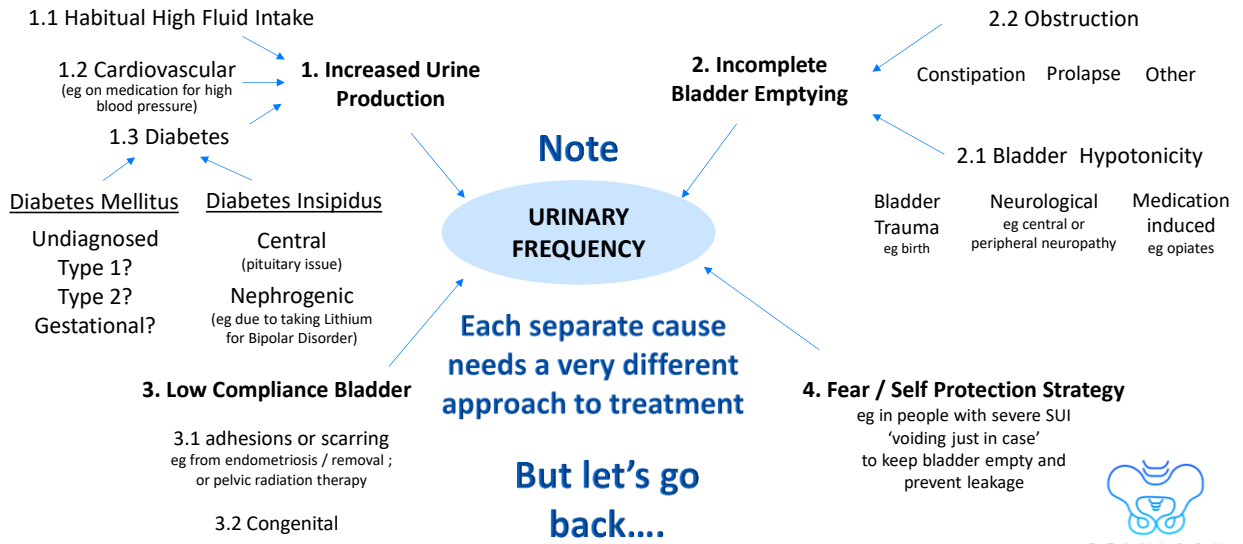 1.1 Habitual High Fluid Intake
1.2 Cardiovascular
(eg on medication for high
blood pressure)
1.3 Diabetes
1. Increased Urine
Production
Diabetes Mellitus
Undiagnosed
Type 1?
Type 2?
Gestational?
Diabetes Insipidus
Central
(pituitary issue)
Nephrogenic
(eg due to taking Lithium
for Bipolar Disorder)
2. Incomplete
Bladder Emptying
2.2 Obstruction
Constipation Prolapse Other
2.1 Bladder Hypotonicity
Bladder
Trauma
eg birth
Neurological
eg central or
peripheral neuropathy
Medication
induced
eg opiates
Note
URINARY
FREQUENCY
Each separate cause
needs a very different
approach to treatment
But let's go
back....
3. Low Compliance Bladder
3.1 adhesions or scarring
eg from endometriosis / removal ;
or pelvic radiation therapy
3.2 Congenital
4. Fear / Self Protection Strategy
eg in people with severe SUI
'voiding just in case'
to keep bladder empty and
prevent leakage